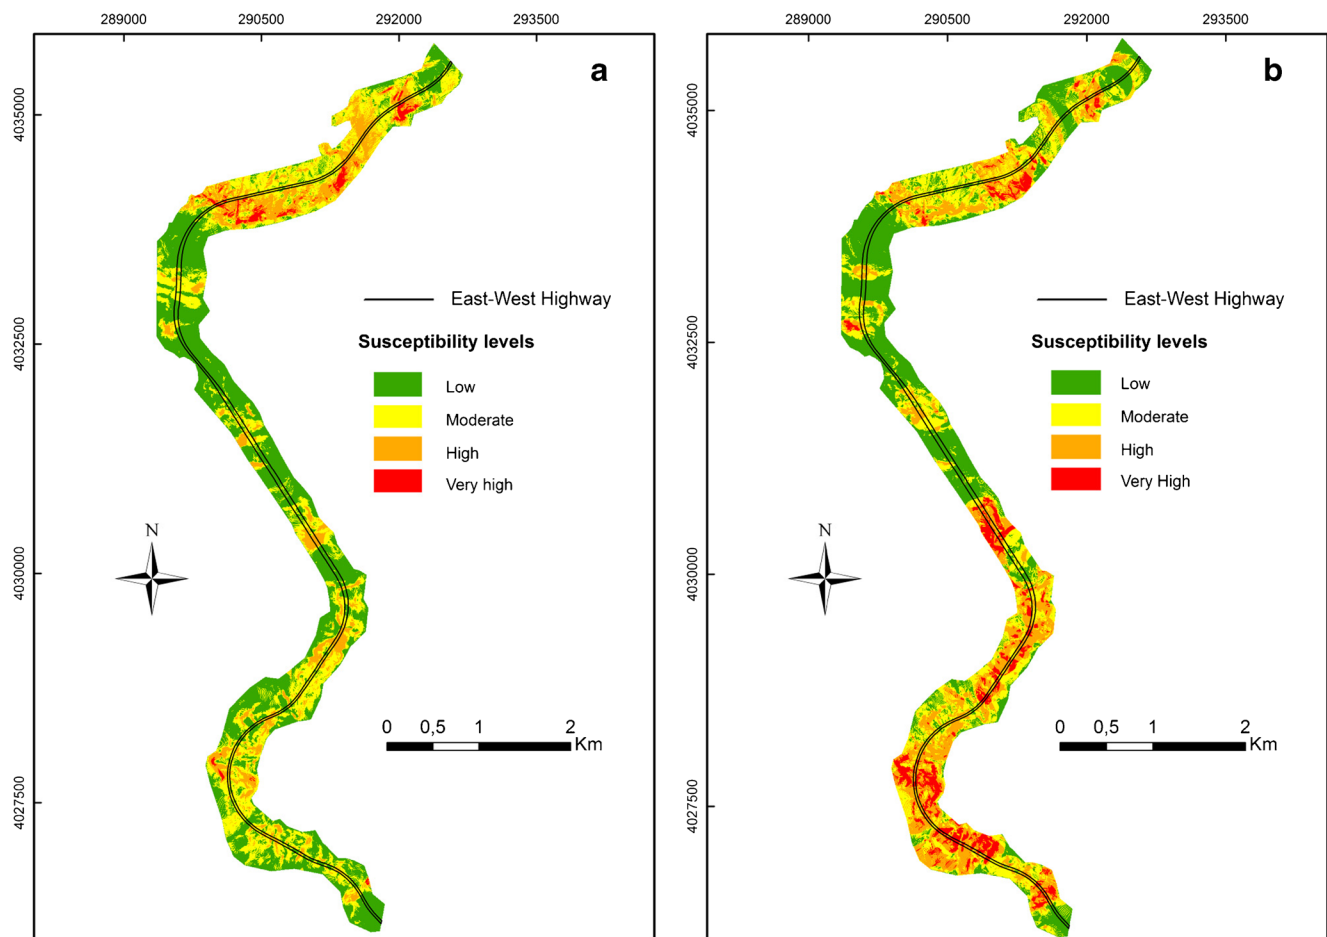 289000 290500 292000 293500
a
4035000
4032500
4030000
4027500
East-West Highway
Susceptibility levels
Low
Moderate
High
Very high
N
0 0,5 1 2
Km
289000 290500 292000 293500
b
4035000
4032500
4030000
4027500
East-West Highway
Susceptibility levels
Low
Moderate
High
Very High
N
0 0,5 1 2
Km